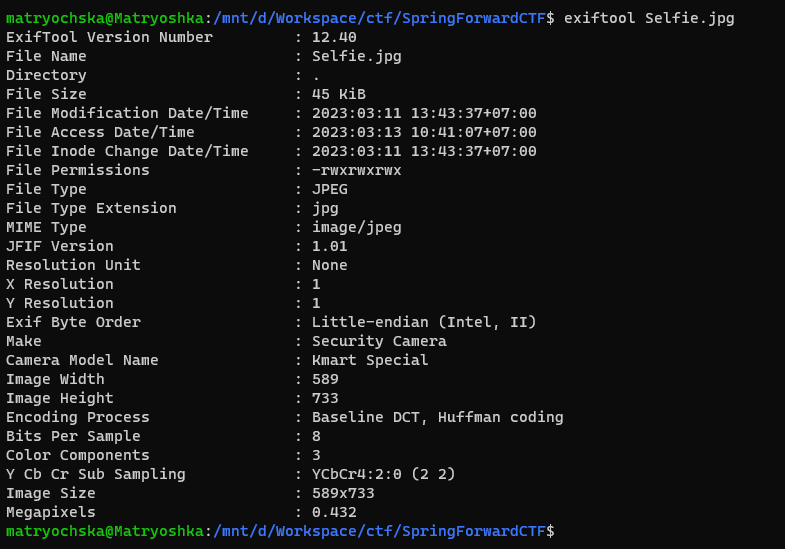 matryochska@Matryoshka:/mnt/d/Workspace/ctf/SpringForwardCTF$ exiftool Selfie.jpg
ExifTool Version Number : 12.40
File Name : Selfie.jpg
Directory : .
File Size : 45 KiB
File Modification Date/Time : 2023:03:11 13:43:37+07:00
File Access Date/Time : 2023:03:13 10:41:07+07:00
File Inode Change Date/Time : 2023:03:11 13:43:37+07:00
File Permissions : -rwxrwxrwx
File Type : JPEG
File Type Extension : jpg
MIME Type : image/jpeg
JFIF Version : 1.01
Resolution Unit : None
X Resolution : 1
Y Resolution : 1
Exif Byte Order : Little-endian (Intel, II)
Make : Security Camera
Camera Model Name : Kmart Special
Image Width : 589
Image Height : 733
Encoding Process : Baseline DCT, Huffman coding
Bits Per Sample : 8
Color Components : 3
Y Cb Cr Sub Sampling : YCbCr4:2:0 (2 2)
Image Size : 589x733
Megapixels : 0.432
matryochska@Matryoshka:/mnt/d/Workspace/ctf/SpringForwardCTF$